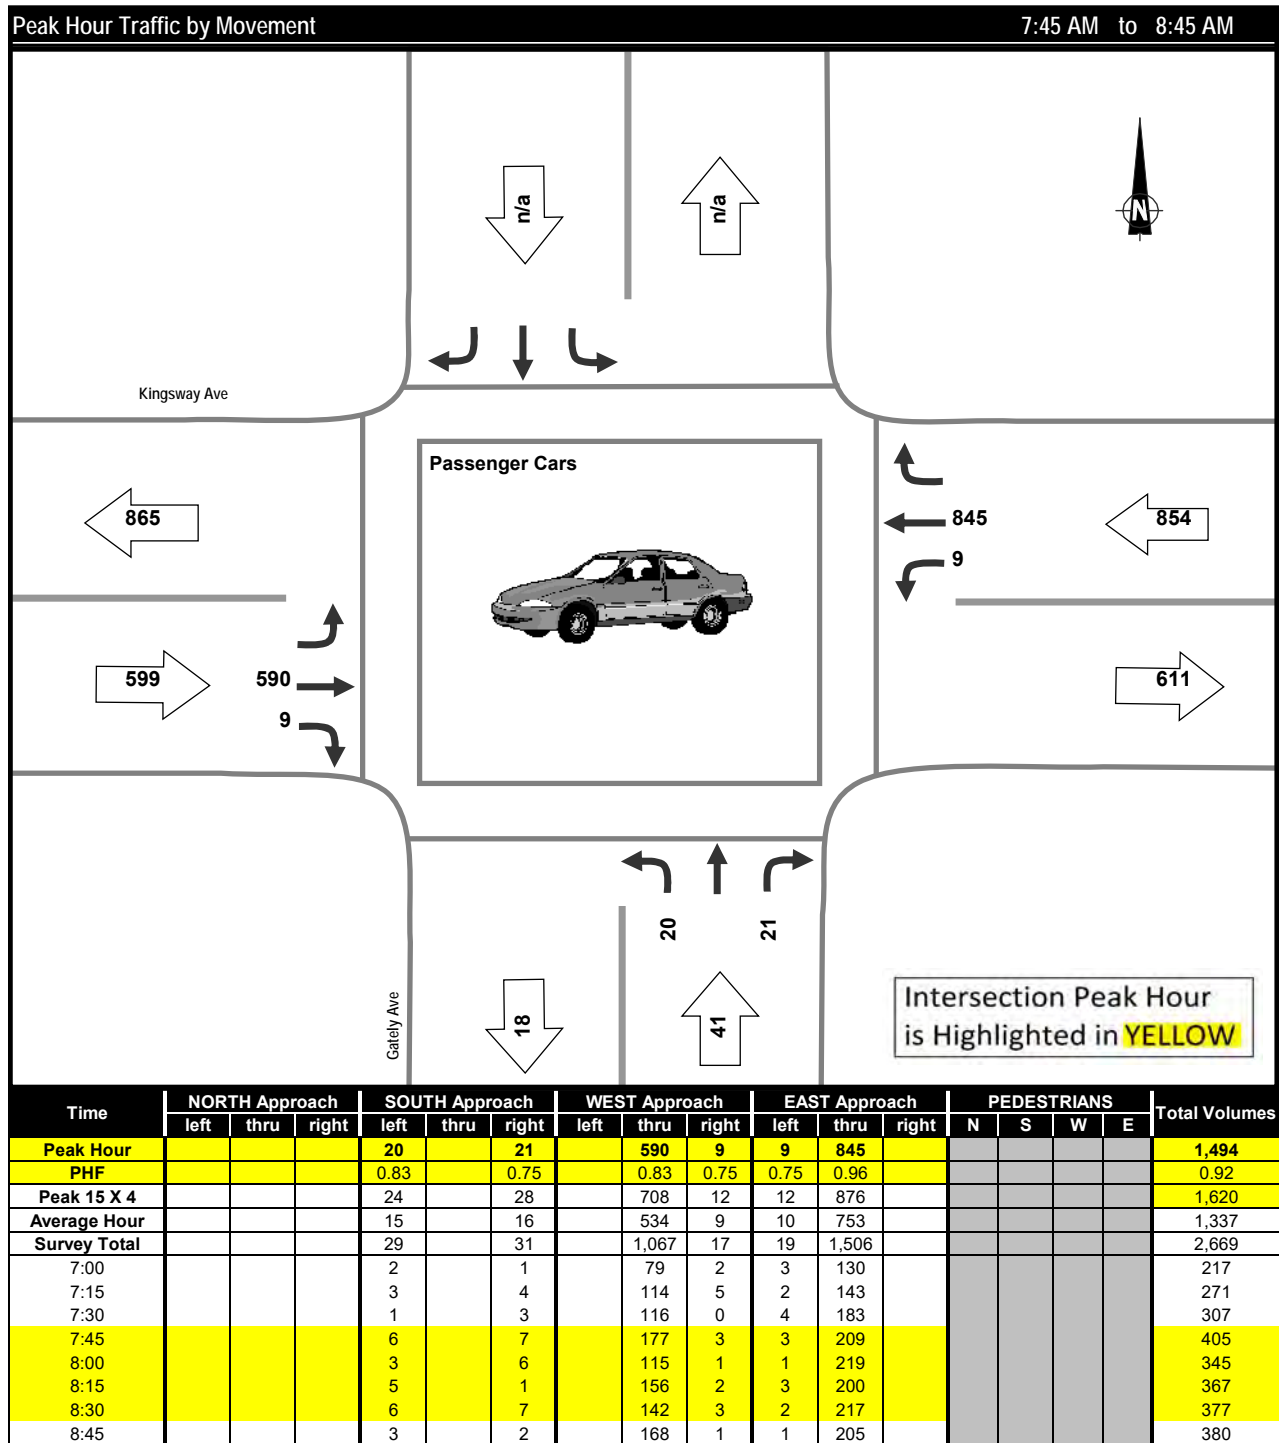 Peak Hour Traffic by Movement 7:45 AM to 8:45 AM
n/a n/a
N
Kingsway Ave
Passenger Cars
865 845 854
9
599 590 611
9
20 21
Gately Ave
18 41
Intersection Peak Hour
is Highlighted in YELLOW
Time NORTH Approach SOUTH Approach WEST Approach EAST Approach PEDESTRIANS Total Volumes
left thru right left thru right left thru right left thru right N S W E
Peak Hour 20 21 590 9 9 845 1,494
PHF 0.83 0.75 0.83 0.75 0.75 0.96 0.92
Peak 15 X 4 24 28 708 12 12 876 1,620
Average Hour 15 16 534 9 10 753 1,337
Survey Total 29 31 1,067 17 19 1,506 2,669
7:00 2 1 79 2 3 130 217
7:15 3 4 114 5 2 143 271
7:30 1 3 116 0 4 183 307
7:45 6 7 177 3 3 209 405
8:00 3 6 115 1 1 219 345
8:15 5 1 156 2 3 200 367
8:30 6 7 142 3 2 217 377
8:45 3 2 168 1 1 205 380